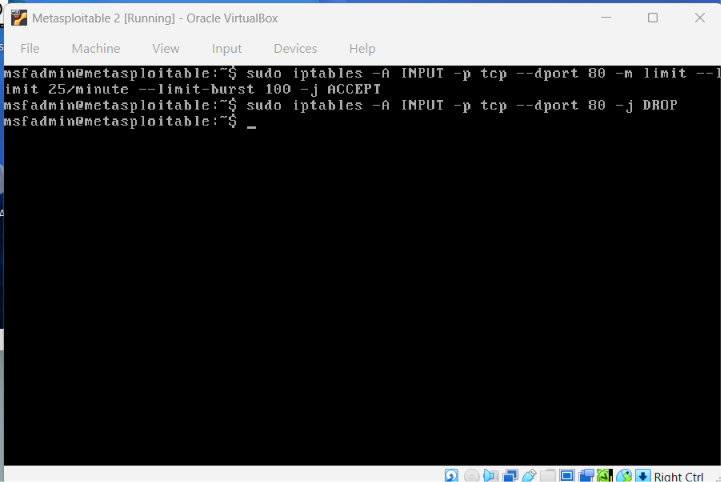 Metasploitable 2 [Running] - Oracle VirtualBox
File Machine View Input Devices Help
msfadmin@metasploitable:~$ sudo iptables -A INPUT -p tcp --dport 80 -m limit --l
imit 25/minute --limit-burst 100 -j ACCEPT
msfadmin@metasploitable:~$ sudo iptables -A INPUT -p tcp --dport 80 -j DROP
msfadmin@metasploitable:~$ _
Right Ctrl